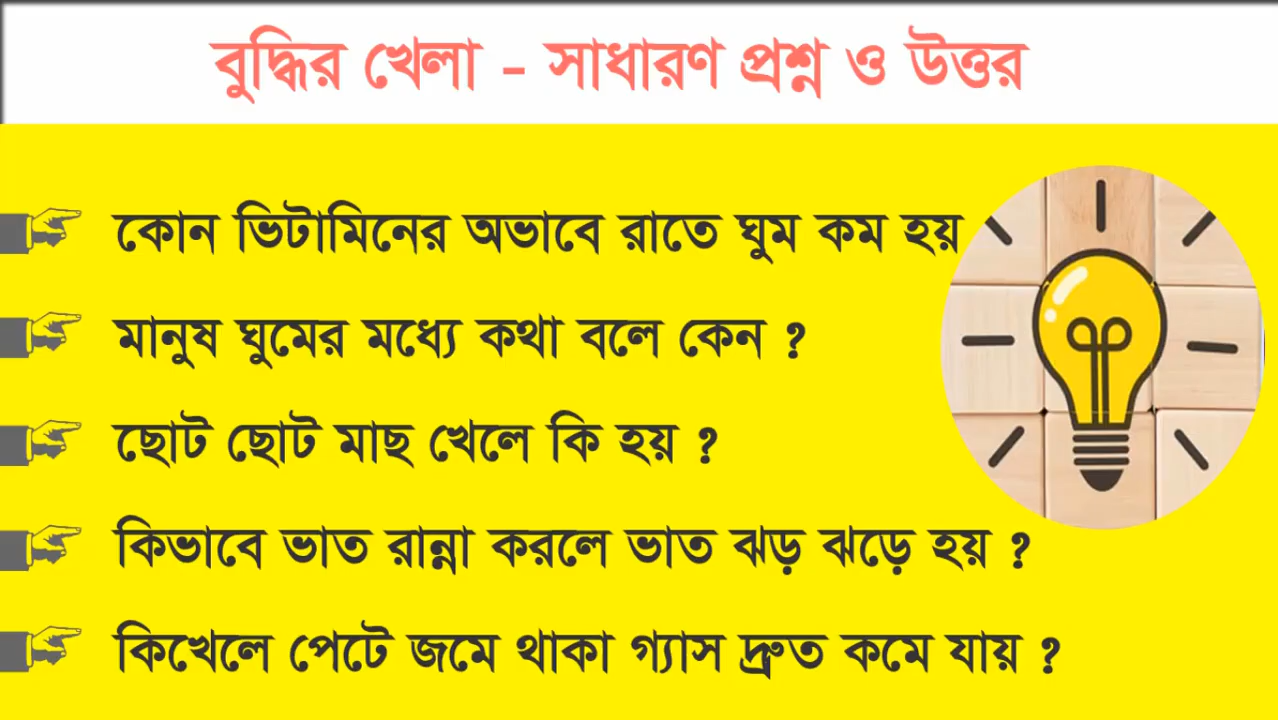 বুদ্ধির খেলা - সাধারণ প্রশ্ন ও উত্তর
কোন ভিটামিনের অভাবে রাতে ঘুম কম হয়
মানুষ ঘুমের মধ্যে কথা বলে কেন ?
ছোট ছোট মাছ খেলে কি হয় ?
কিভাবে ভাত রান্না করলে ভাত ঝড় ঝড়ে হয় ?
কিখেলে পেটে জমে থাকা গ্যাস দ্রুত কমে যায় ?